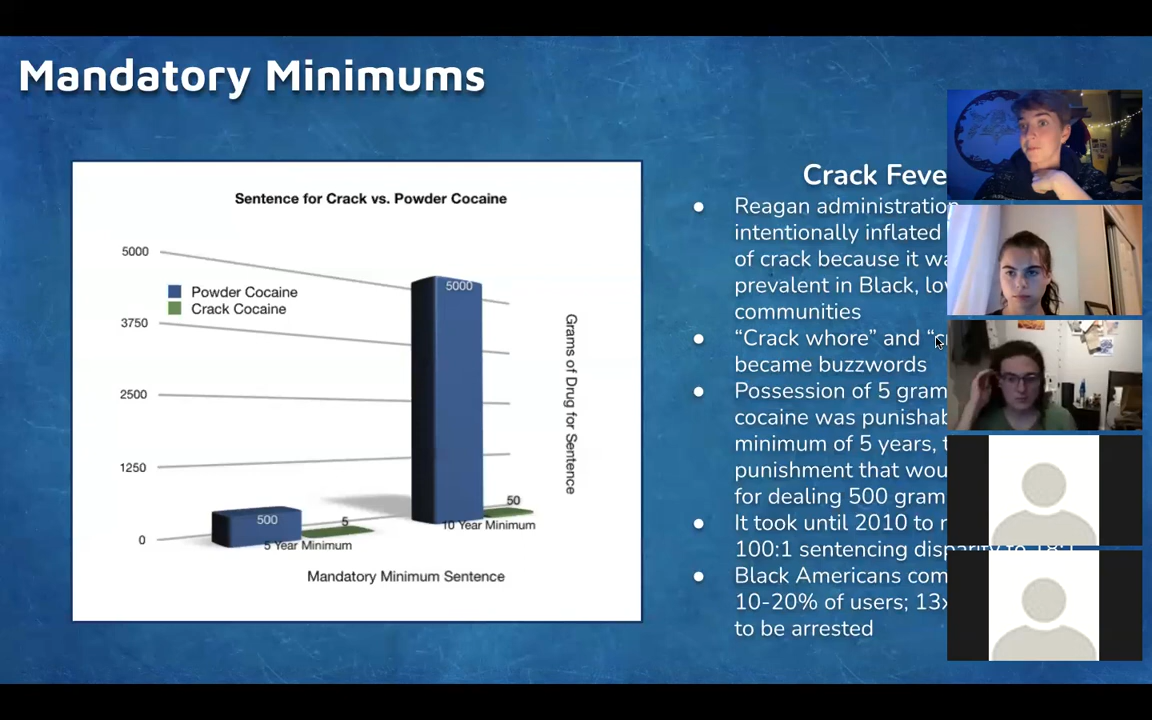 Mandatory Minimums
Sentence for Crack vs. Powder Cocaine
5000
3750
2500
1250
0
Powder Cocaine
Crack Cocaine
500
5
5000
50
5 Year Minimum
10 Year Minimum
Mandatory Minimum Sentence
Grams of Drug for Sentence
Crack Feve
● Reagan administration
intentionally inflated
of crack because it wa
prevalent in Black, lo
communities
● “Crack whore” and “
became buzzwords
● Possession of 5 gram
cocaine was punishab
minimum of 5 years,
punishment that wou
for dealing 500 gram
● It took until 2010 to
100:1 sentencing disparity to 18:1
● Black Americans com
10-20% of users; 13x
to be arrested